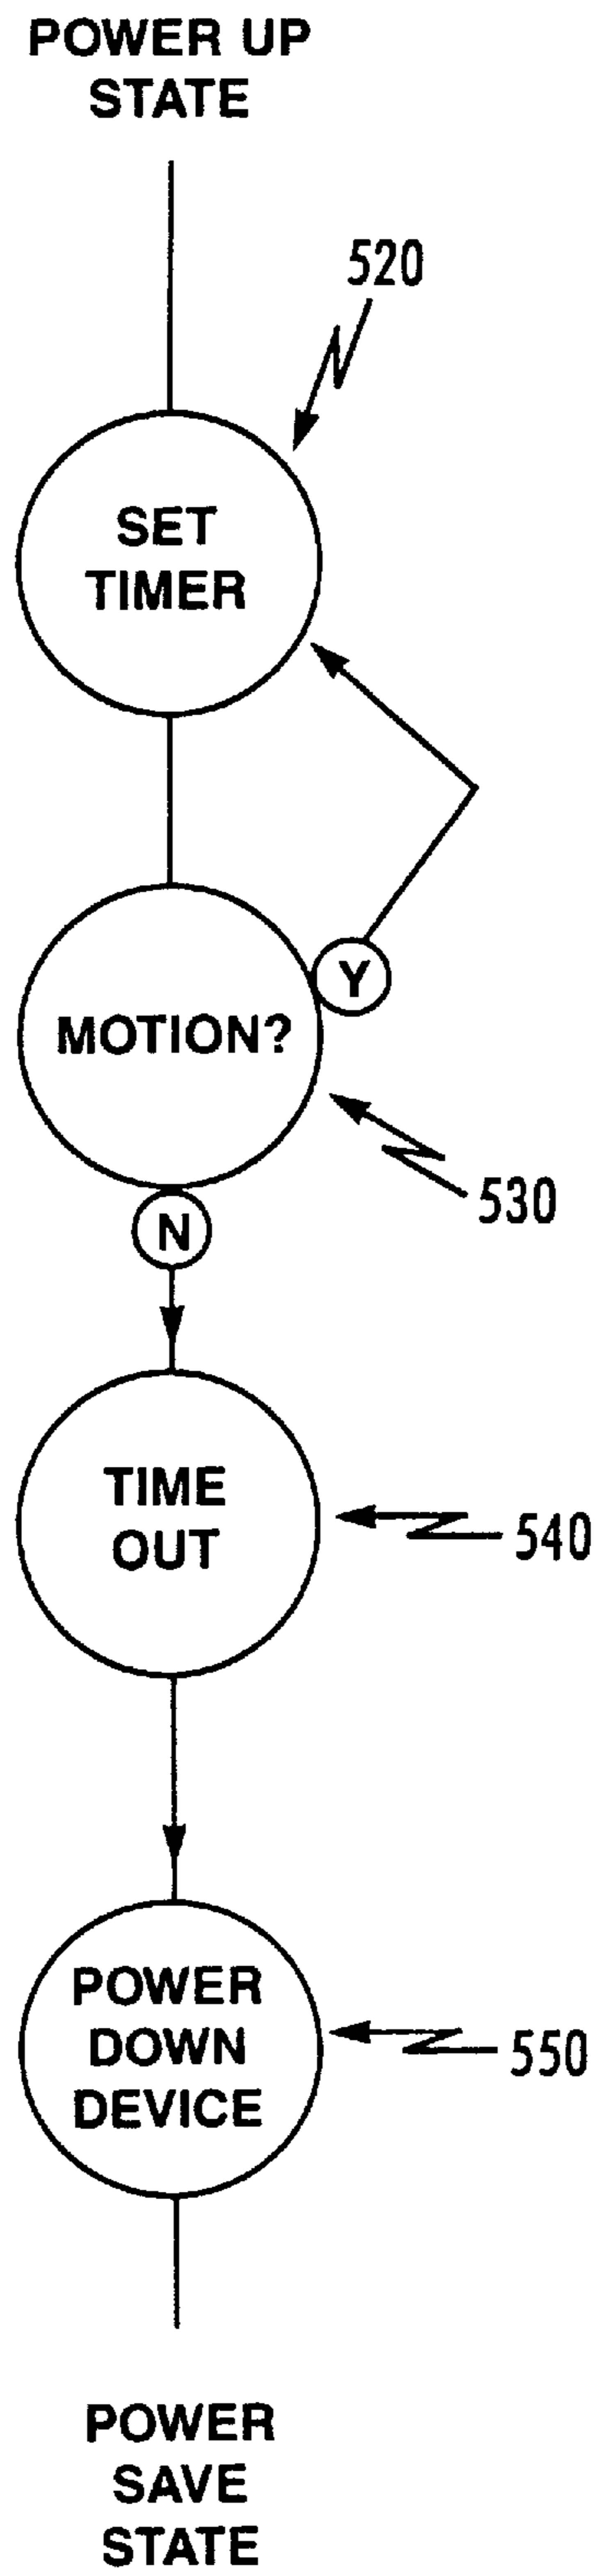 POWER UP
STATE
520
SET
TIMER
Y
MOTION?
530
N
TIME
OUT
540
POWER
DOWN
DEVICE
550
POWER
SAVE
STATE